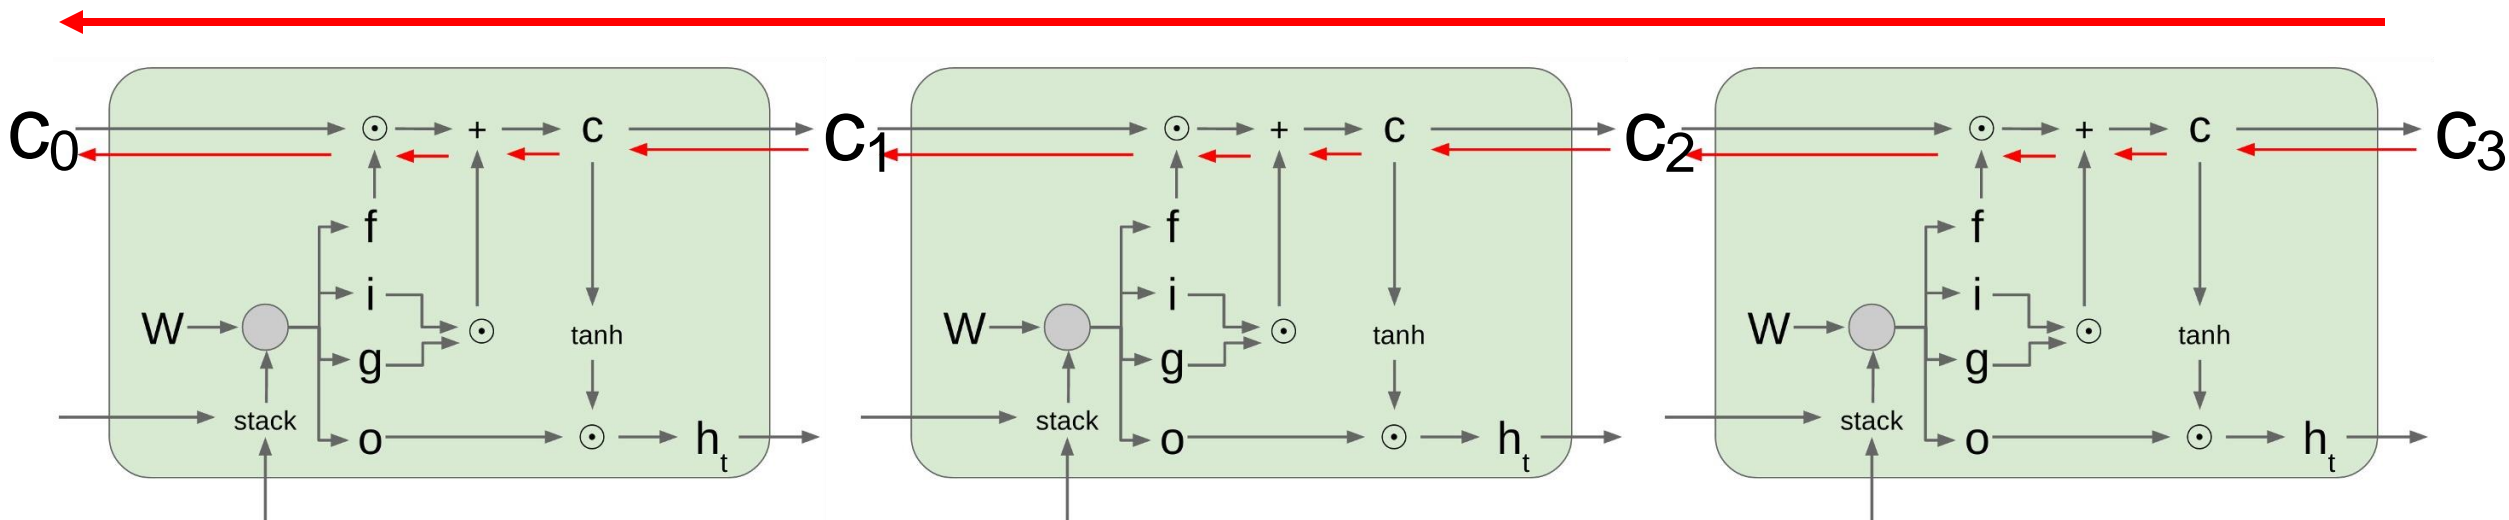 C0 ⊙ + c C1 ⊙ + c C2 ⊙ + c C3
f f f
i i i
W ⊙ tanh W ⊙ tanh W ⊙ tanh
g g g
stack stack stack
o ⊙ ht o ⊙ ht o ⊙ ht